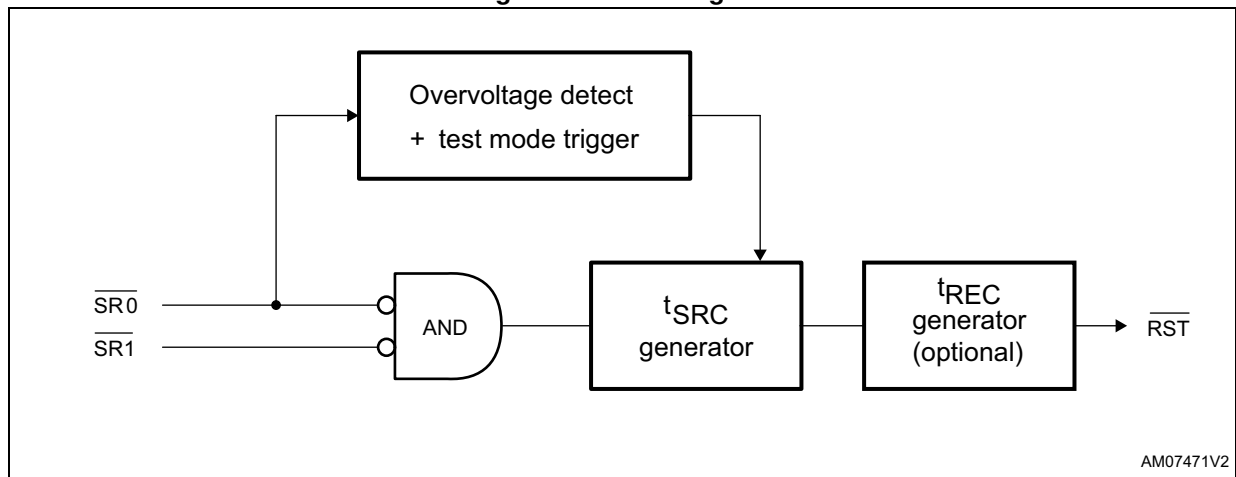 Overvoltage detect
+ test mode trigger
SR0
SR1
AND
tSRC
generator
tREC
generator
(optional)
RST
AM07471V2